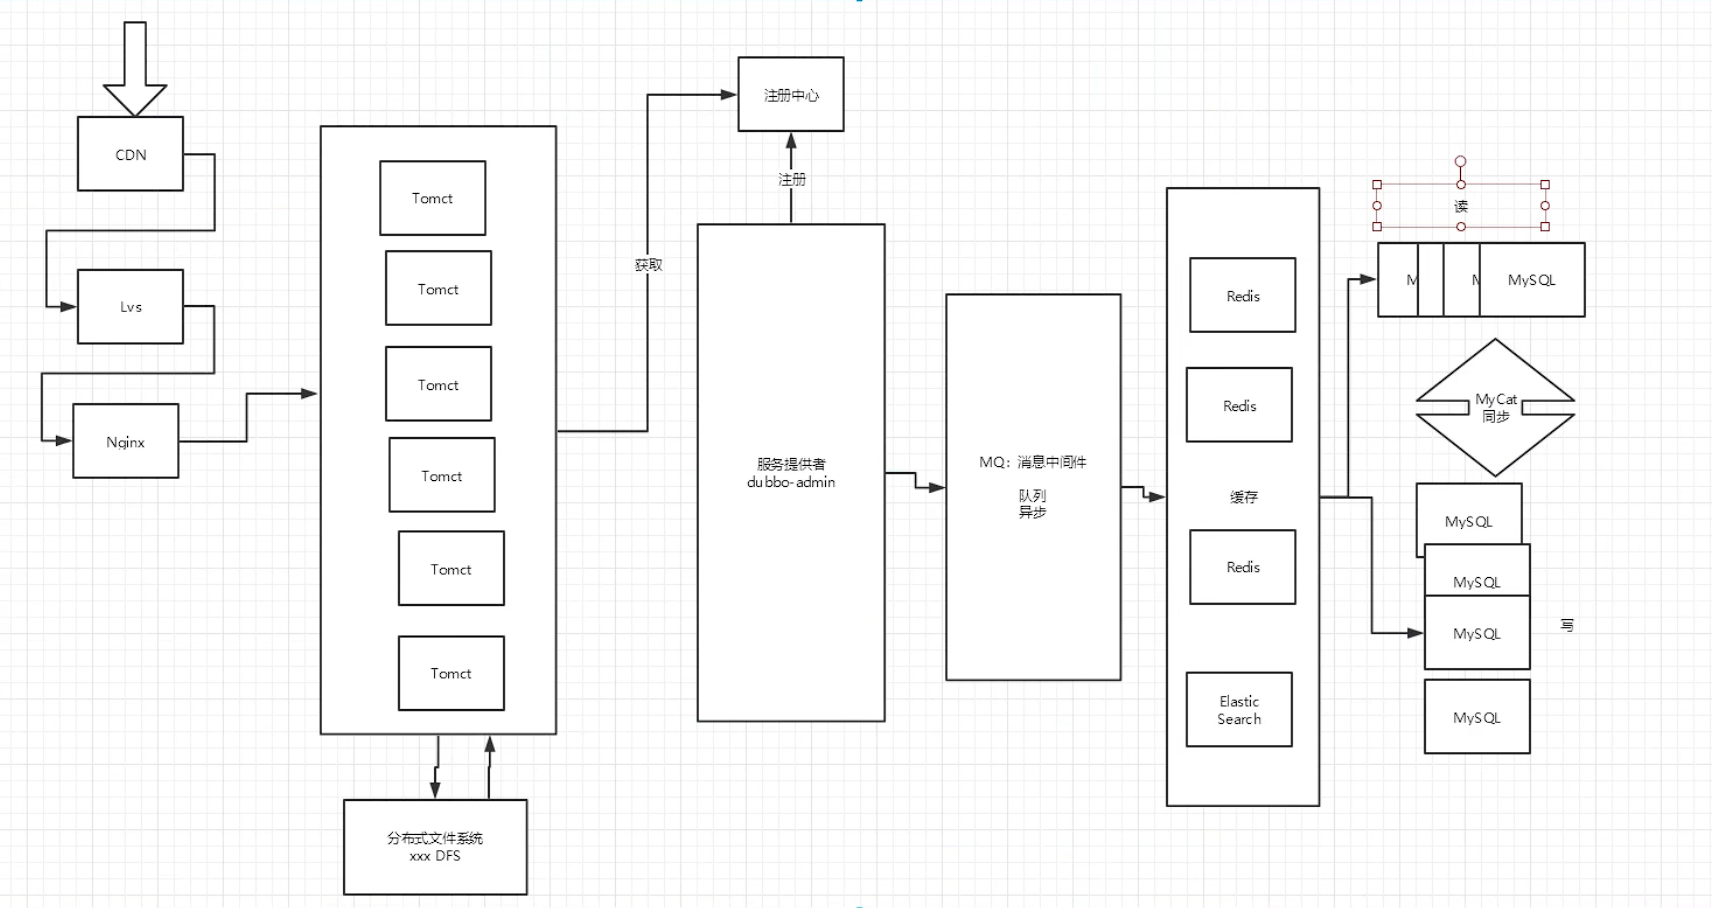 CDN
Lvs
Nginx
Tomct
Tomct
Tomct
Tomct
Tomct
Tomct
分布式文件系统
xxx DFS
获取
注册中心
注册
服务提供者
dubbo-admin
MQ：消息中间件
队列
异步
Redis
Redis
缓存
Redis
Elastic
Search
读
M
MySQL
MyCat
同步
MySQL
MySQL
MySQL
写
MySQL